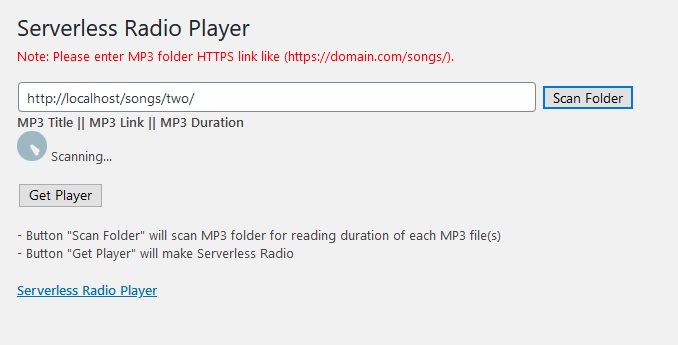 Serverless Radio Player
Note: Please enter MP3 folder HTTPS link like (https://domain.com/songs/).
http://localhost/songs/two/
Scan Folder
MP3 Title || MP3 Link || MP3 Duration
Scanning...
Get Player
- Button "Scan Folder" will scan MP3 folder for reading duration of each MP3 file(s)
- Button "Get Player" will make Serverless Radio
Serverless Radio Player